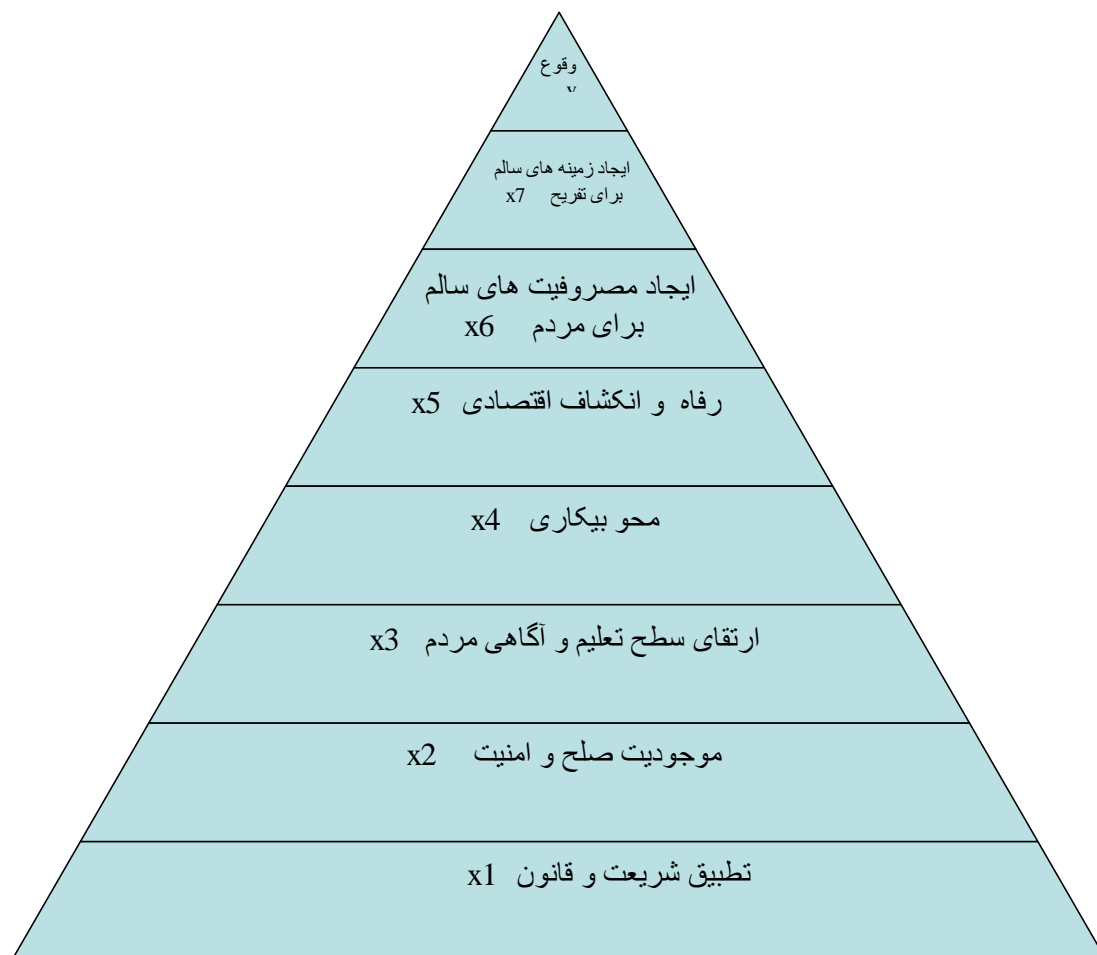 وقوع
y
ایجاد زمینه های سالم
برای تفریح x7
ایجاد مصروفیت های سالم
برای مردم x6
رفاه و انکشاف اقتصادی x5
محو بیکاری x4
ارتقای سطح تعلیم و آگاهی مردم x3
موجودیت صلح و امنیت x2
تطبیق شریعت و قانون x1